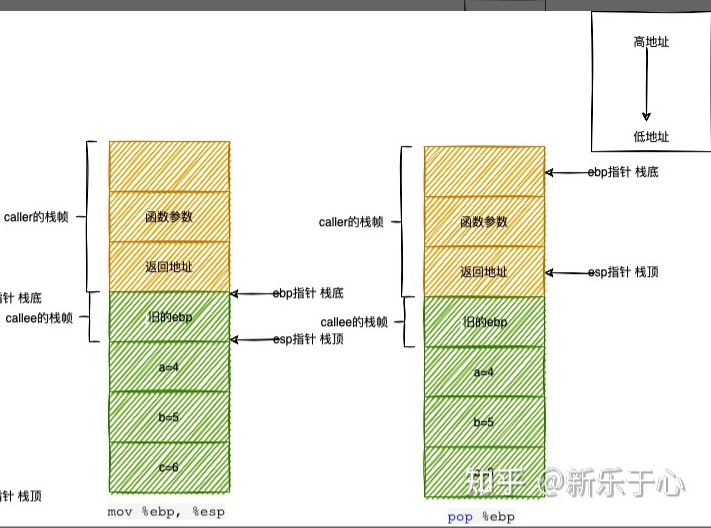 高地址
低地址
caller的栈帧
函数参数
返回地址
指针 栈底
callee的栈帧
旧的ebp
ebp指针 栈底
esp指针 栈顶
a=4
b=5
c=6
指针 栈顶
mov %ebp, %esp
caller的栈帧
ebp指针 栈底
函数参数
返回地址
esp指针 栈顶
callee的栈帧
旧的ebp
a=4
b=5
知乎 @新乐于心
pop %ebp